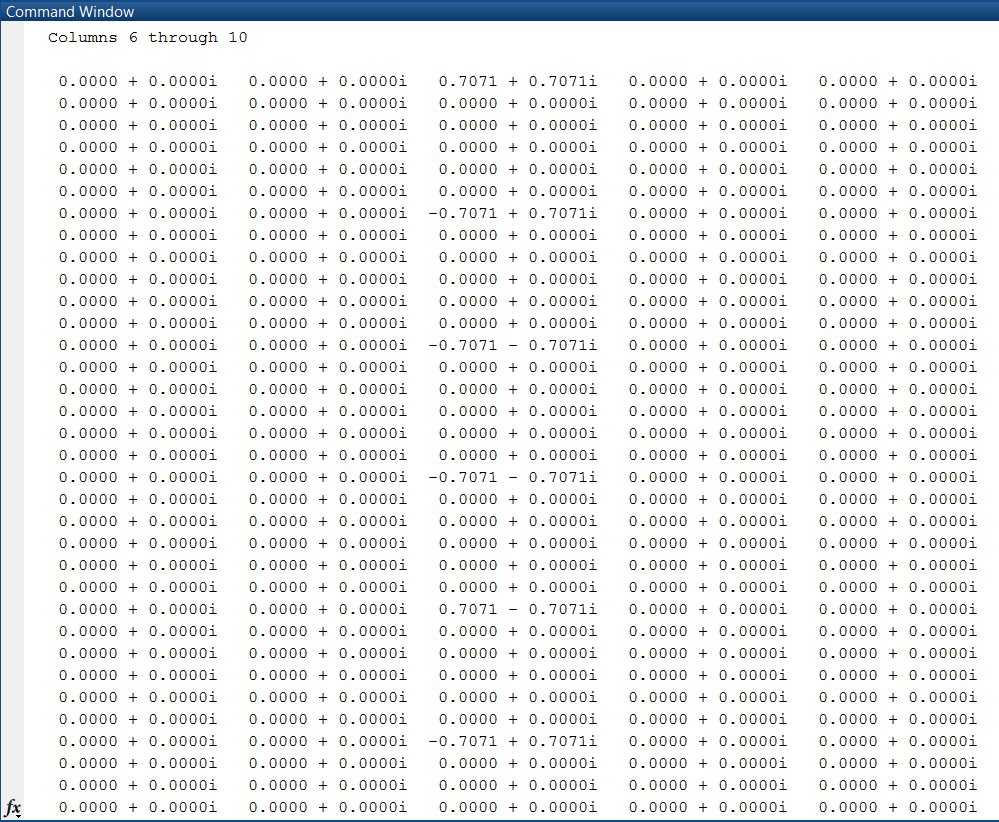 Command Window
Columns 6 through 10
0.0000 + 0.0000i 0.0000 + 0.0000i 0.7071 + 0.7071i 0.0000 + 0.0000i 0.0000 + 0.0000i
0.0000 + 0.0000i 0.0000 + 0.0000i 0.0000 + 0.0000i 0.0000 + 0.0000i 0.0000 + 0.0000i
0.0000 + 0.0000i 0.0000 + 0.0000i 0.0000 + 0.0000i 0.0000 + 0.0000i 0.0000 + 0.0000i
0.0000 + 0.0000i 0.0000 + 0.0000i 0.0000 + 0.0000i 0.0000 + 0.0000i 0.0000 + 0.0000i
0.0000 + 0.0000i 0.0000 + 0.0000i 0.0000 + 0.0000i 0.0000 + 0.0000i 0.0000 + 0.0000i
0.0000 + 0.0000i 0.0000 + 0.0000i 0.0000 + 0.0000i 0.0000 + 0.0000i 0.0000 + 0.0000i
0.0000 + 0.0000i 0.0000 + 0.0000i -0.7071 + 0.7071i 0.0000 + 0.0000i 0.0000 + 0.0000i
0.0000 + 0.0000i 0.0000 + 0.0000i 0.0000 + 0.0000i 0.0000 + 0.0000i 0.0000 + 0.0000i
0.0000 + 0.0000i 0.0000 + 0.0000i 0.0000 + 0.0000i 0.0000 + 0.0000i 0.0000 + 0.0000i
0.0000 + 0.0000i 0.0000 + 0.0000i 0.0000 + 0.0000i 0.0000 + 0.0000i 0.0000 + 0.0000i
0.0000 + 0.0000i 0.0000 + 0.0000i 0.0000 + 0.0000i 0.0000 + 0.0000i 0.0000 + 0.0000i
0.0000 + 0.0000i 0.0000 + 0.0000i 0.0000 + 0.0000i 0.0000 + 0.0000i 0.0000 + 0.0000i
0.0000 + 0.0000i 0.0000 + 0.0000i -0.7071 - 0.7071i 0.0000 + 0.0000i 0.0000 + 0.0000i
0.0000 + 0.0000i 0.0000 + 0.0000i 0.0000 + 0.0000i 0.0000 + 0.0000i 0.0000 + 0.0000i
0.0000 + 0.0000i 0.0000 + 0.0000i 0.0000 + 0.0000i 0.0000 + 0.0000i 0.0000 + 0.0000i
0.0000 + 0.0000i 0.0000 + 0.0000i 0.0000 + 0.0000i 0.0000 + 0.0000i 0.0000 + 0.0000i
0.0000 + 0.0000i 0.0000 + 0.0000i 0.0000 + 0.0000i 0.0000 + 0.0000i 0.0000 + 0.0000i
0.0000 + 0.0000i 0.0000 + 0.0000i 0.0000 + 0.0000i 0.0000 + 0.0000i 0.0000 + 0.0000i
0.0000 + 0.0000i 0.0000 + 0.0000i -0.7071 - 0.7071i 0.0000 + 0.0000i 0.0000 + 0.0000i
0.0000 + 0.0000i 0.0000 + 0.0000i 0.0000 + 0.0000i 0.0000 + 0.0000i 0.0000 + 0.0000i
0.0000 + 0.0000i 0.0000 + 0.0000i 0.0000 + 0.0000i 0.0000 + 0.0000i 0.0000 + 0.0000i
0.0000 + 0.0000i 0.0000 + 0.0000i 0.0000 + 0.0000i 0.0000 + 0.0000i 0.0000 + 0.0000i
0.0000 + 0.0000i 0.0000 + 0.0000i 0.0000 + 0.0000i 0.0000 + 0.0000i 0.0000 + 0.0000i
0.0000 + 0.0000i 0.0000 + 0.0000i 0.0000 + 0.0000i 0.0000 + 0.0000i 0.0000 + 0.0000i
0.0000 + 0.0000i 0.0000 + 0.0000i 0.7071 - 0.7071i 0.0000 + 0.0000i 0.0000 + 0.0000i
0.0000 + 0.0000i 0.0000 + 0.0000i 0.0000 + 0.0000i 0.0000 + 0.0000i 0.0000 + 0.0000i
0.0000 + 0.0000i 0.0000 + 0.0000i 0.0000 + 0.0000i 0.0000 + 0.0000i 0.0000 + 0.0000i
0.0000 + 0.0000i 0.0000 + 0.0000i 0.0000 + 0.0000i 0.0000 + 0.0000i 0.0000 + 0.0000i
0.0000 + 0.0000i 0.0000 + 0.0000i 0.0000 + 0.0000i 0.0000 + 0.0000i 0.0000 + 0.0000i
0.0000 + 0.0000i 0.0000 + 0.0000i 0.0000 + 0.0000i 0.0000 + 0.0000i 0.0000 + 0.0000i
0.0000 + 0.0000i 0.0000 + 0.0000i -0.7071 + 0.7071i 0.0000 + 0.0000i 0.0000 + 0.0000i
0.0000 + 0.0000i 0.0000 + 0.0000i 0.0000 + 0.0000i 0.0000 + 0.0000i 0.0000 + 0.0000i
0.0000 + 0.0000i 0.0000 + 0.0000i 0.0000 + 0.0000i 0.0000 + 0.0000i 0.0000 + 0.0000i
fx 0.0000 + 0.0000i 0.0000 + 0.0000i 0.0000 + 0.0000i 0.0000 + 0.0000i 0.0000 + 0.0000i